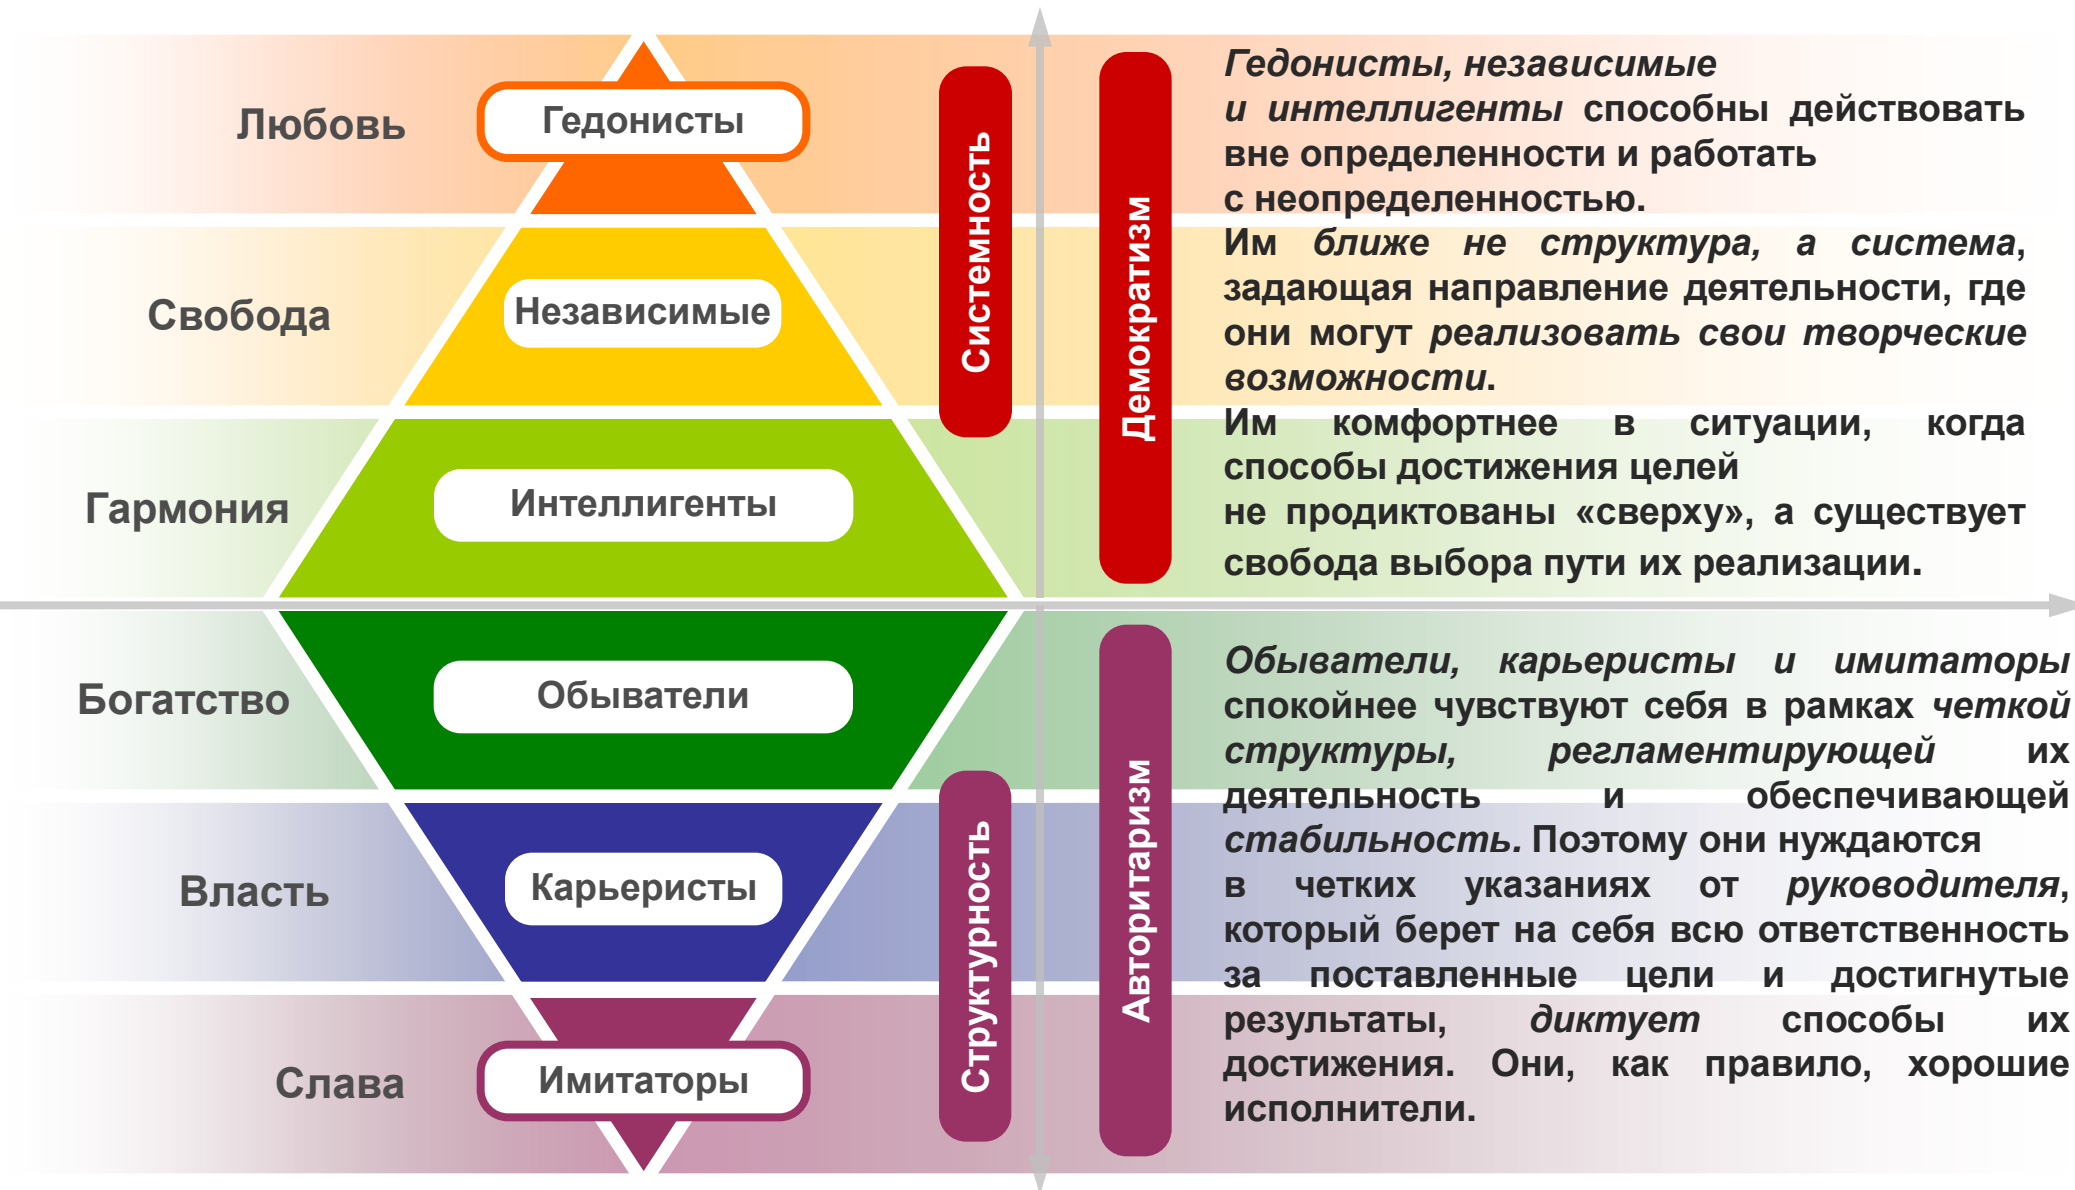 Любовь
Гедонисты
Свобода
Независимые
Гармония
Интеллигенты
Богатство
Обыватели
Власть
Карьеристы
Слава
Имитаторы
Системность
Структурность
Демократизм
Авторитаризм
Гедонисты, независимые
и интеллигенты способны действовать
вне определенности и работать
с неопределенностью.
Им ближе не структура, а система,
задающая направление деятельности, где
они могут реализовать свои творческие
возможности.
Им комфортнее в ситуации, когда
способы достижения целей
не продиктованы «сверху», а существует
свобода выбора пути их реализации.
Обыватели, карьеристы и имитаторы
спокойнее чувствуют себя в рамках четкой
структуры, регламентирующей их
деятельность и обеспечивающей
стабильность. Поэтому они нуждаются
в четких указаниях от руководителя,
который берет на себя всю ответственность
за поставленные цели и достигнутые
результаты, диктует способы их
достижения. Они, как правило, хорошие
исполнители.